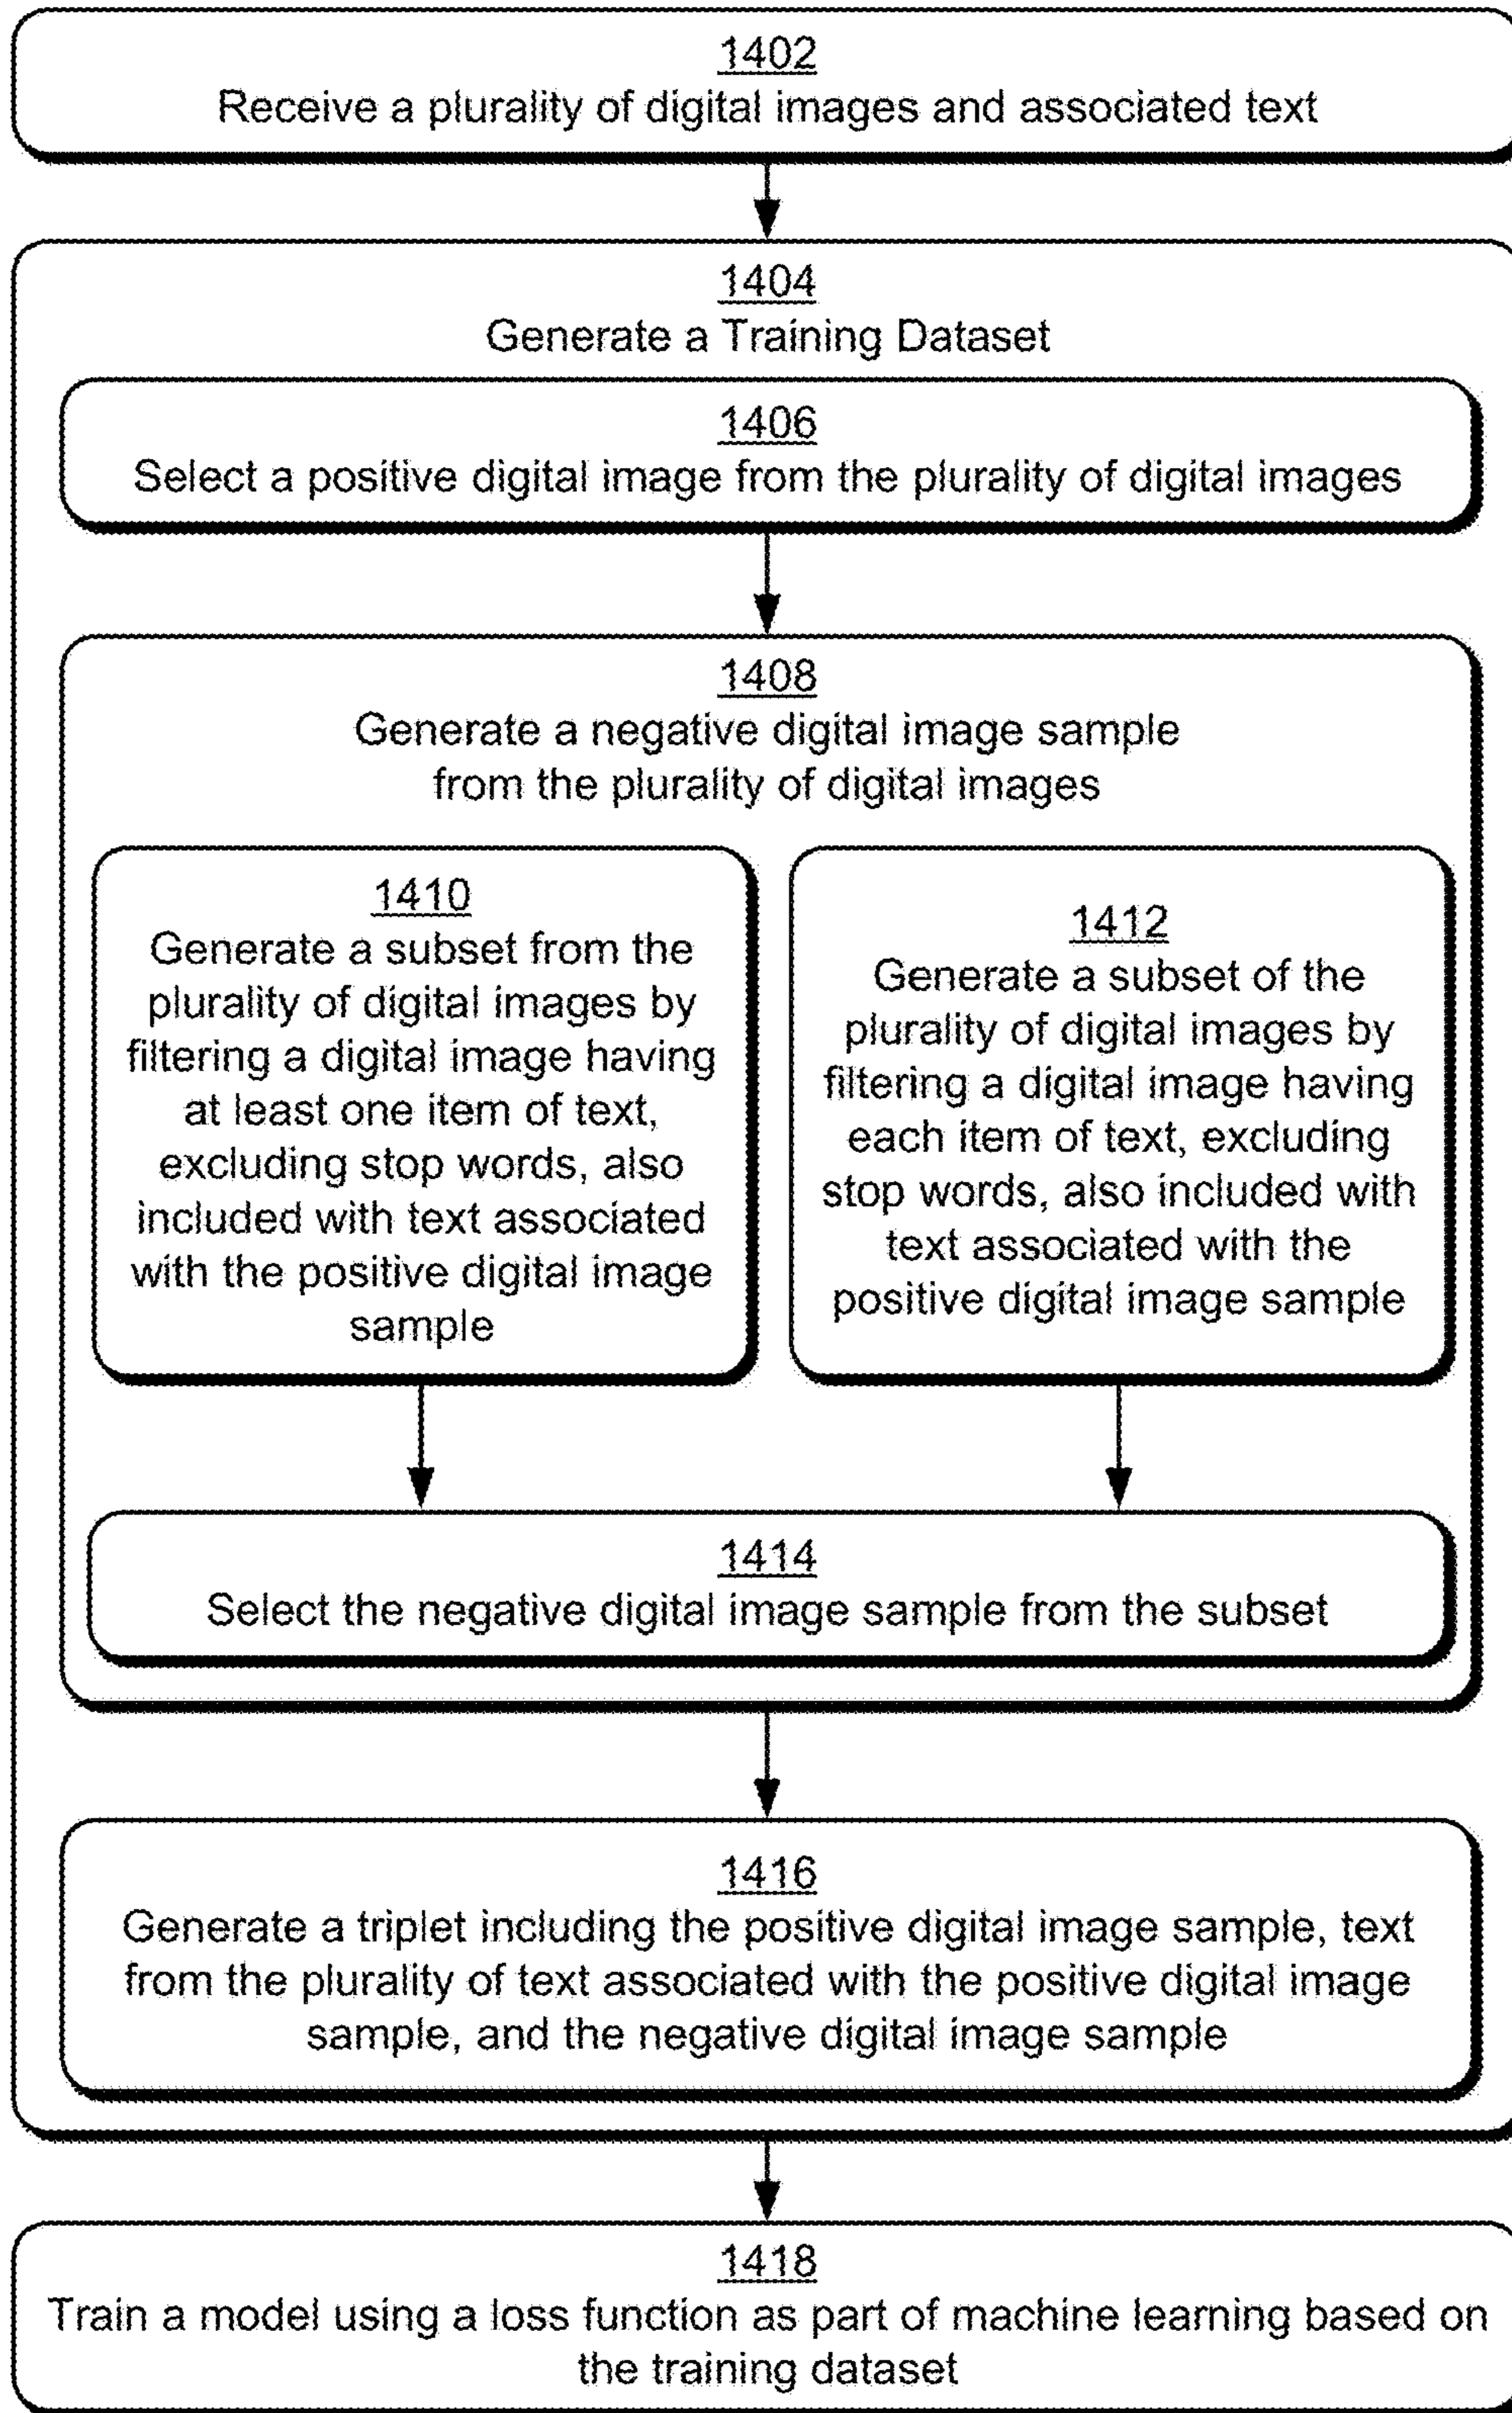 1402
Receive a plurality of digital images and associated text
1404
Generate a Training Dataset
1406
Select a positive digital image from the plurality of digital images
1408
Generate a negative digital image sample
from the plurality of digital images
1410
Generate a subset from the
plurality of digital images by
filtering a digital image having
at least one item of text,
excluding stop words, also
included with text associated
with the positive digital image
sample
1412
Generate a subset of the
plurality of digital images by
filtering a digital image having
each item of text, excluding
stop words, also included with
text associated with the
positive digital image sample
1414
Select the negative digital image sample from the subset
1416
Generate a triplet including the positive digital image sample, text
from the plurality of text associated with the positive digital image
sample, and the negative digital image sample
1418
Train a model using a loss function as part of machine learning based on
the training dataset